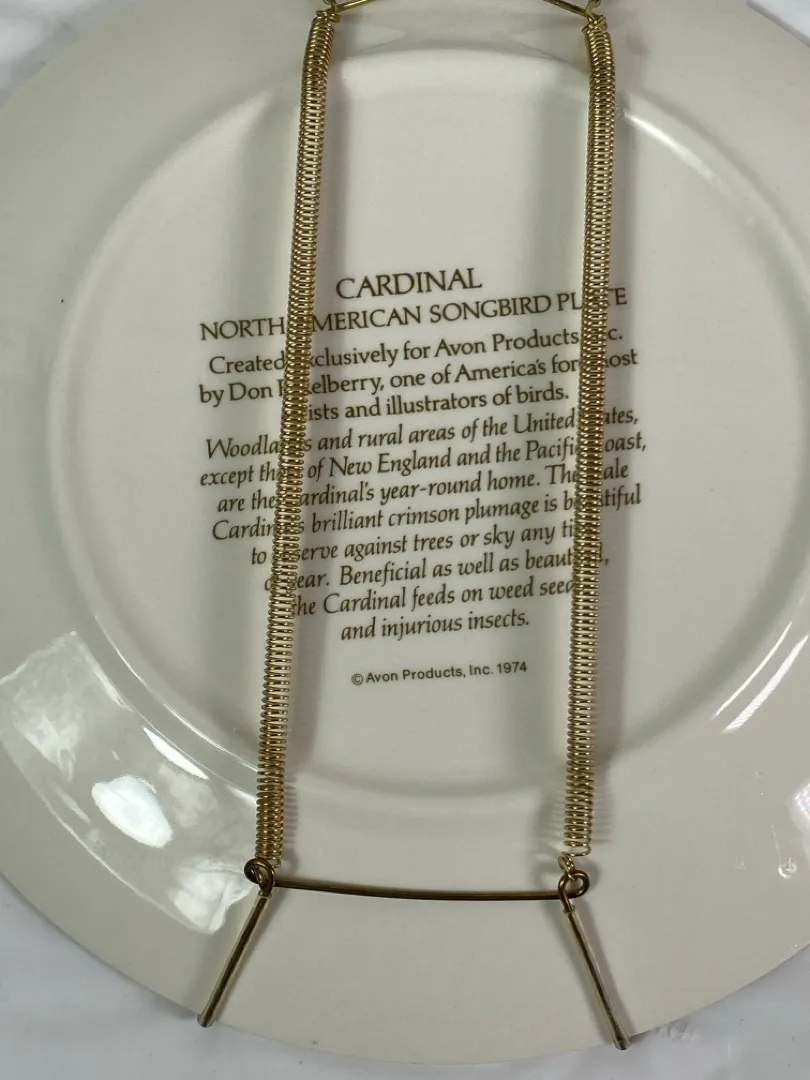 CARDINAL
NORTH AMERICAN SONGBIRD PLATE
Created exclusively for Avon Products, Inc.
by Don Eckelberry, one of America's foremost
artists and illustrators of birds.
Woodlands and rural areas of the United States,
except those of New England and the Pacific Coast,
are the Cardinal's year-round home. The male
Cardinal's brilliant crimson plumage is beautiful
to observe against trees or sky any time
of year. Beneficial as well as beautiful,
the Cardinal feeds on weed seeds
and injurious insects.
© Avon Products, Inc. 1974